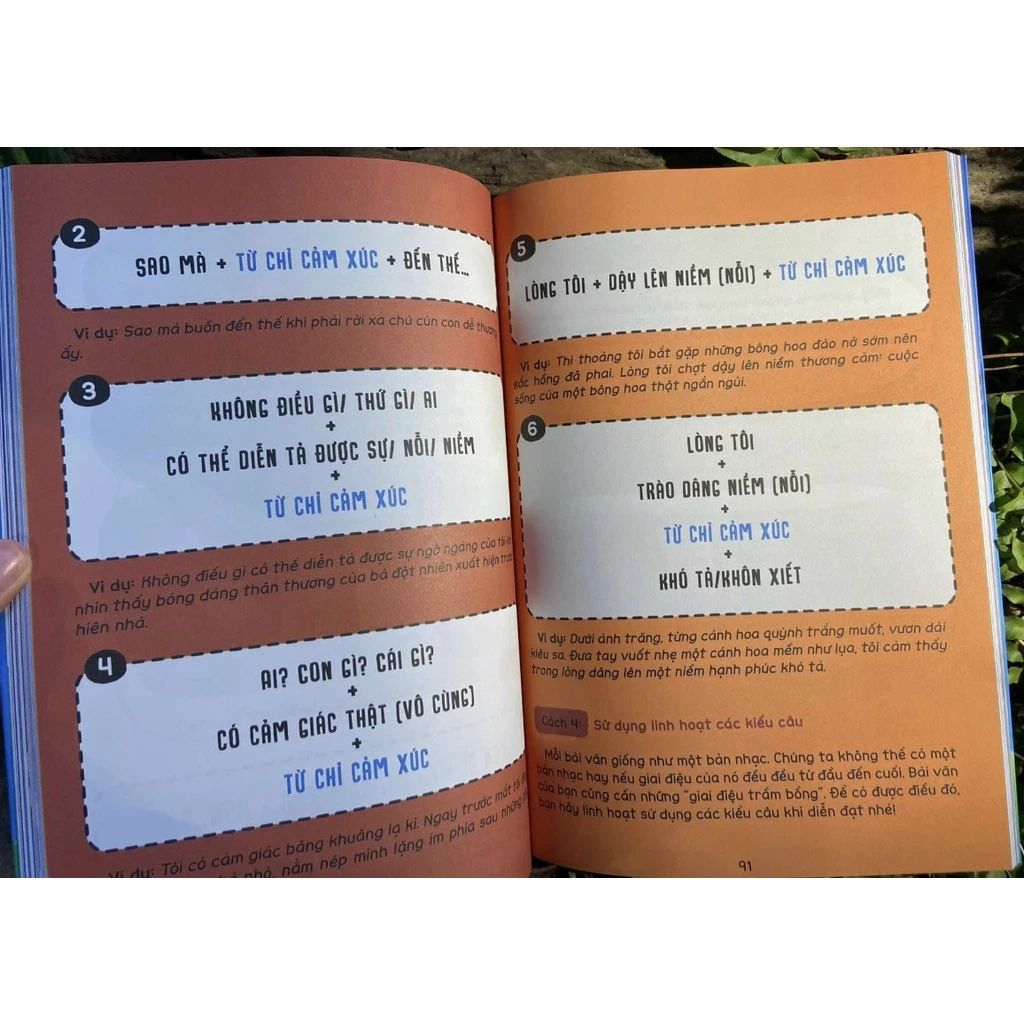 2
SAO MÀ + TỪ CHỈ CẢM XÚC + ĐẾN THẾ...
Ví dụ: Sao mà buồn đến thế khi phải rời xa chú cún con dễ thương
ấy.
3
KHÔNG ĐIỀU GÌ/ THỨ GÌ/ AI
+
CÓ THỂ DIỄN TẢ ĐƯỢC SỰ/ NỖI/ NIỀM
+
TỪ CHỈ CẢM XÚC
Ví dụ: Không điều gì có thể diễn tả được sự ngỡ ngàng của tôi
nhìn thấy bóng dáng thân thương của bà đột nhiên xuất hiện trước
hiên nhà.
4
AI? CON GÌ? CÁI GÌ?
+
CÓ CẢM GIÁC THẬT (VÔ CÙNG)
+
TỪ CHỈ CẢM XÚC
Ví dụ: Tôi có cảm giác bâng khuâng lạ kì. Ngay trước mắt tôi
nhỏ, nằm nép mình lặng im phía sau những
5
LÒNG TÔI + DẬY LÊN NIỀM (NỖI) + TỪ CHỈ CẢM XÚC
Ví dụ: Thi thoảng tôi bắt gặp những bông hoa đào nở sớm nên
sắc hồng đã phai. Lòng tôi chợt dậy lên niềm thương cảm: cuộc
sống của một bông hoa thật ngắn ngủi.
6
LÒNG TÔI
+
TRÀO DÂNG NIỀM (NỖI)
+
TỪ CHỈ CẢM XÚC
+
KHÓ TẢ/KHÔN XIẾT
Ví dụ: Dưới ánh trăng, từng cánh hoa quỳnh trắng muốt, vươn dài
kiêu sa. Đưa tay vuốt nhẹ một cánh hoa mềm như lụa, tôi cảm thấy
trong lòng dâng lên một niềm hạnh phúc khó tả.
Cách 4: Sử dụng linh hoạt các kiểu câu
Mỗi bài văn giống như một bản nhạc. Chúng ta không thể có một
bản nhạc hay nếu giai điệu của nó đều đều từ đầu đến cuối. Bài văn
của bạn cũng cần những "giai điệu trầm bổng". Để có được điều đó,
bạn hãy linh hoạt sử dụng các kiểu câu khi diễn đạt nhé!
91